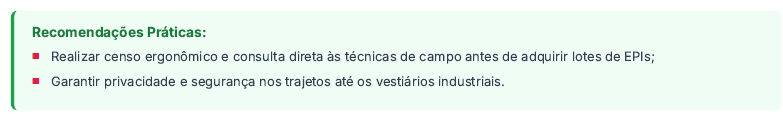 Recomendações Práticas:
Realizar censo ergonômico e consulta direta às técnicas de campo antes de adquirir lotes de EPIs;
Garantir privacidade e segurança nos trajetos até os vestiários industriais.